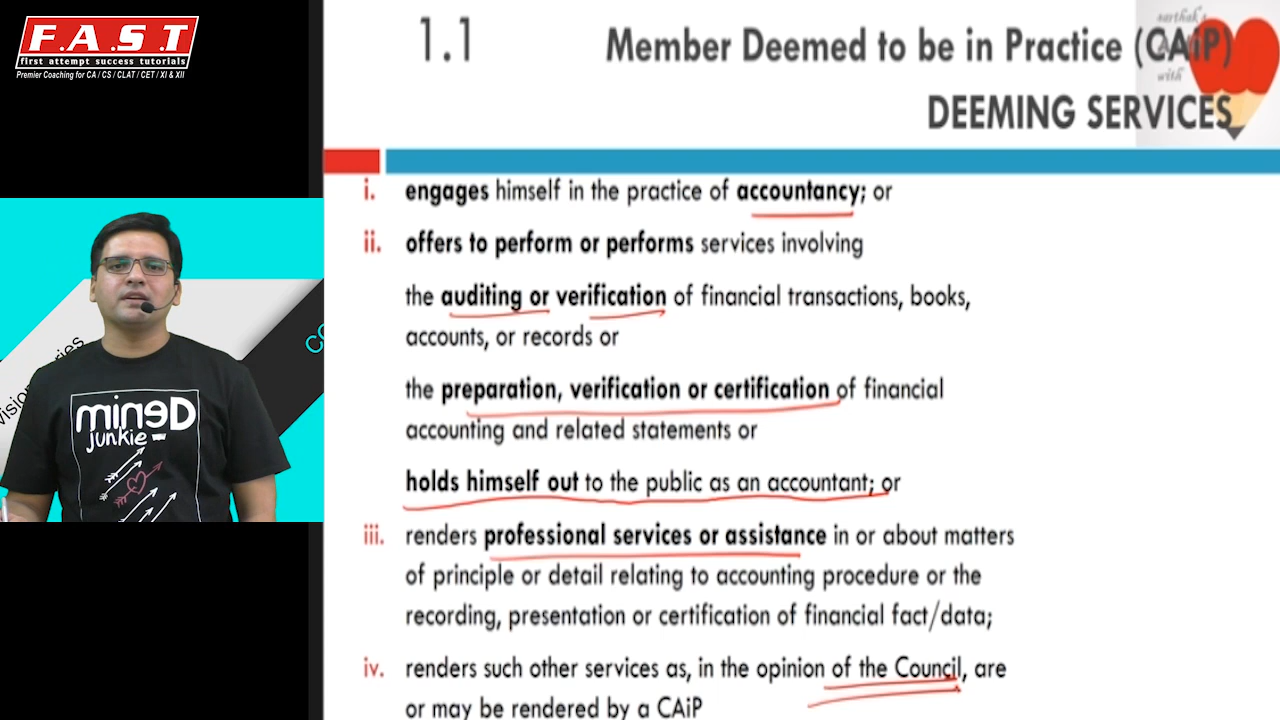 F.A.S.T
first attempt success tutorials
Premier Coaching for CA / CS / CLAT / CET / XI & XII
1.1
Member Deemed to be in Practice (CAiP)
DEEMING SERVICES
with
i. engages himself in the practice of accountancy; or
ii. offers to perform or performs services involving
the auditing or verification of financial transactions, books,
accounts, or records or
the preparation, verification or certification of financial
accounting and related statements or
holds himself out to the public as an accountant; or
iii. renders professional services or assistance in or about matters
of principle or detail relating to accounting procedure or the
recording, presentation or certification of financial fact/data;
iv. renders such other services as, in the opinion of the Council, are
or may be rendered by a CAiP
Denim
junkie